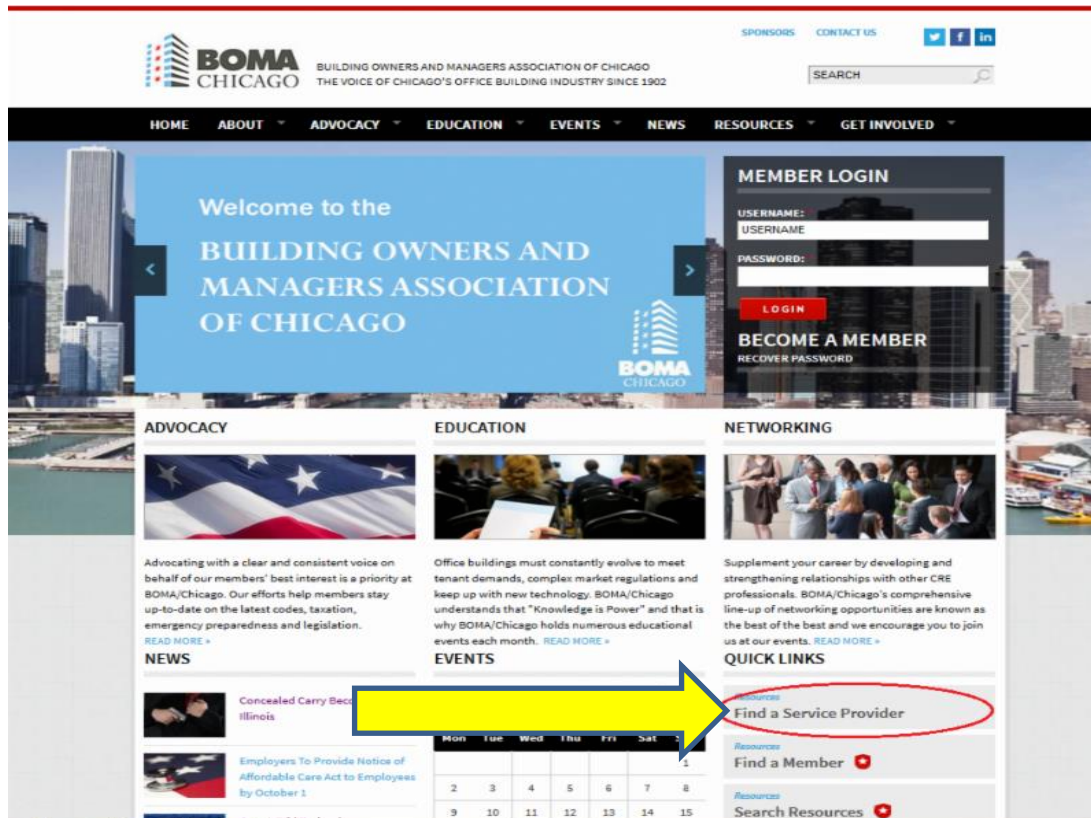 SPONSORS CONTACT US
BOMA
CHICAGO
BUILDING OWNERS AND MANAGERS ASSOCIATION OF CHICAGO
THE VOICE OF CHICAGO'S OFFICE BUILDING INDUSTRY SINCE 1902
SEARCH
HOME ABOUT ADVOCACY EDUCATION EVENTS NEWS RESOURCES GET INVOLVED
Welcome to the
BUILDING OWNERS AND
MANAGERS ASSOCIATION
OF CHICAGO
BOMA
CHICAGO
MEMBER LOGIN
USERNAME:
USERNAME
PASSWORD:
LOGIN
BECOME A MEMBER
RECOVER PASSWORD
ADVOCACY
Advocating with a clear and consistent voice on
behalf of our members' best interest is a priority at
BOMA/Chicago. Our efforts help members stay
up-to-date on the latest codes, taxation,
emergency preparedness and legislation.
READ MORE »
EDUCATION
Office buildings must constantly evolve to meet
tenant demands, complex market regulations and
keep up with new technology. BOMA/Chicago
understands that "Knowledge is Power" and that is
why BOMA/Chicago holds numerous educational
events each month. READ MORE »
NETWORKING
Supplement your career by developing and
strengthening relationships with other CRE
professionals. BOMA/Chicago's comprehensive
line-up of networking opportunities are known as
the best of the best and we encourage you to join
us at our events. READ MORE »
NEWS
Concealed Carry
Illinois
Employers To Provide Notice of
Affordable Care Act to Employees
by October 1
EVENTS
Mon Tue Wed Thu Fri Sat
1
2 3 4 5 6 7 8
9 10 11 12 13 14 15
QUICK LINKS
Resources
Find a Service Provider
Resources
Find a Member
Resources
Search Resources